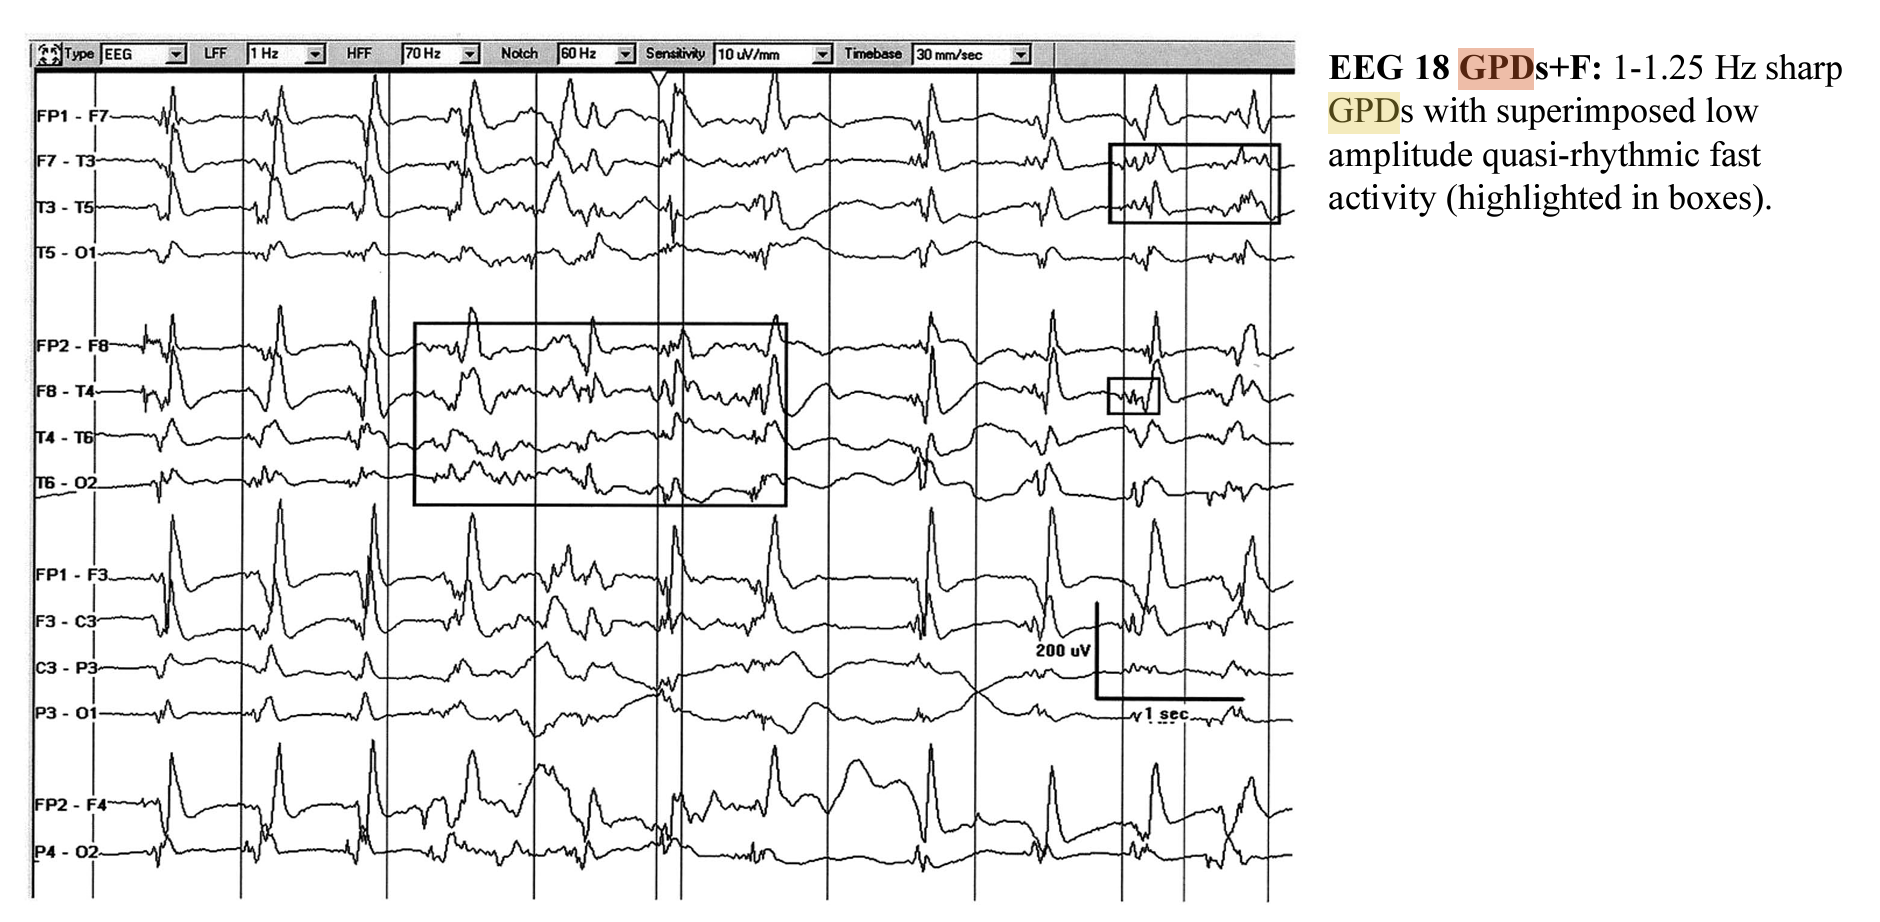 Type EEG LFF 1 Hz HFF 70 Hz Notch 60 Hz Sensitivity 10 uV/mm Timebase 30 mm/sec
FP1 - F7
F7 - T3
T3 - T5
T5 - O1
FP2 - F8
F8 - T4
T4 - T6
T6 - O2
FP1 - F3
F3 - C3
C3 - P3
P3 - O1
FP2 - F4
P4 - O2
200 uV
1 sec
EEG 18 GPDs+F: 1-1.25 Hz sharp
GPDs with superimposed low
amplitude quasi-rhythmic fast
activity (highlighted in boxes).